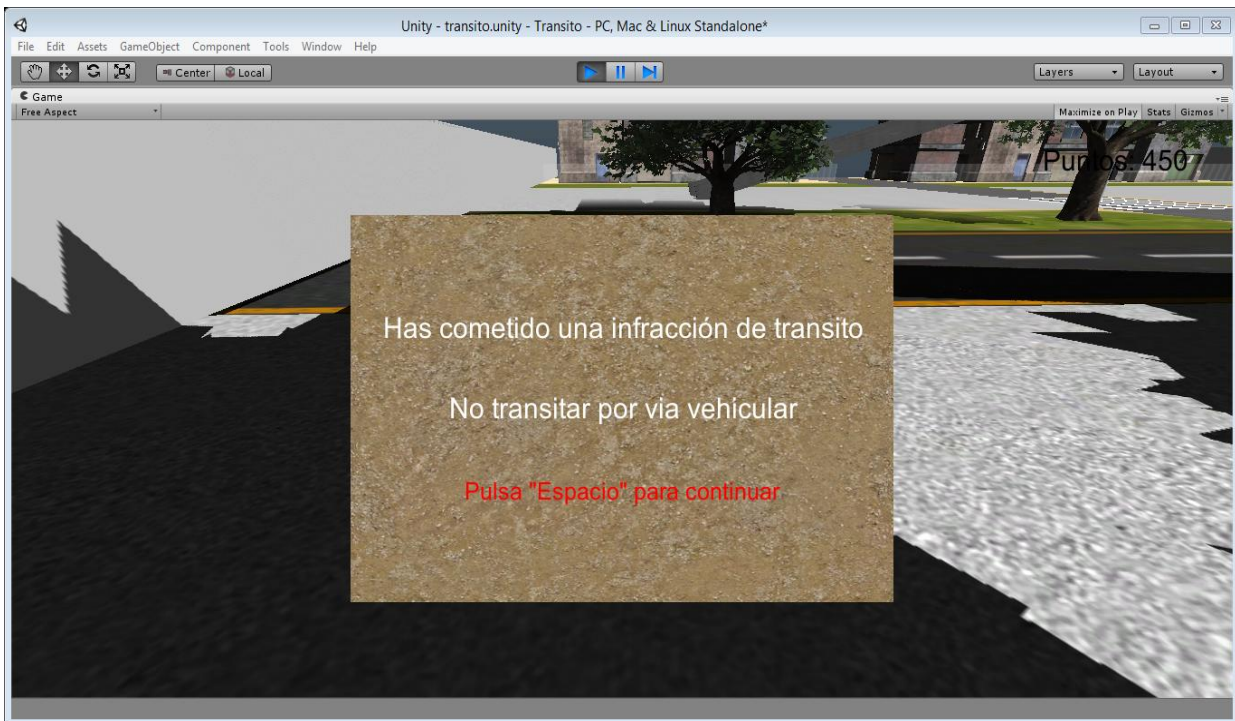 Unity - transito.unity - Transito - PC, Mac & Linux Standalone*
File Edit Assets GameObject Component Tools Window Help
Center Local Layers Layout
Game
Free Aspect Maximize on Play Stats Gizmos
Puntos: 450
Has cometido una infracción de transito
No transitar por via vehicular
Pulsa "Espacio" para continuar